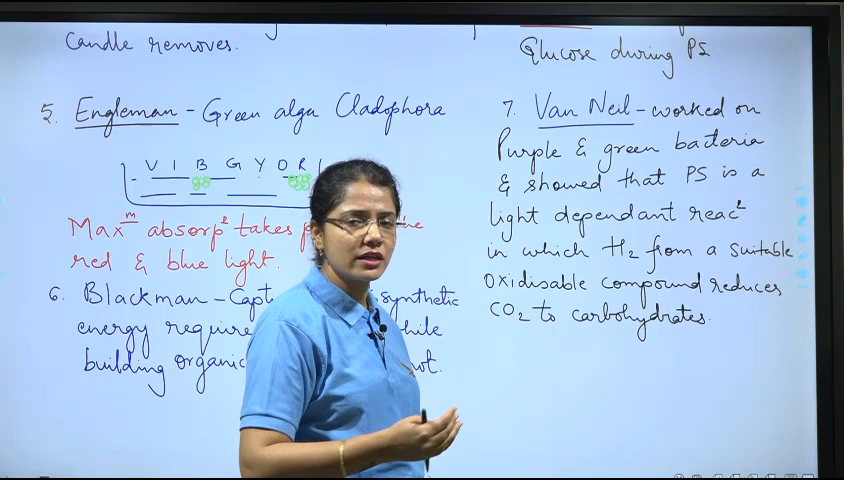 Candle removes.
5. Engleman - Green alga Cladophora
V I B G Y O R
Max^m absorp^n takes
red & blue light.
6. Blackman - synthetic
energy require
building organic not.
Glucose during PS
7. Van Neil - worked on
Purple & green bacteria
& showed that PS is a
light dependant reac^n
in which H2 from a suitable
oxidisable compound reduces
CO2 to carbohydrates.